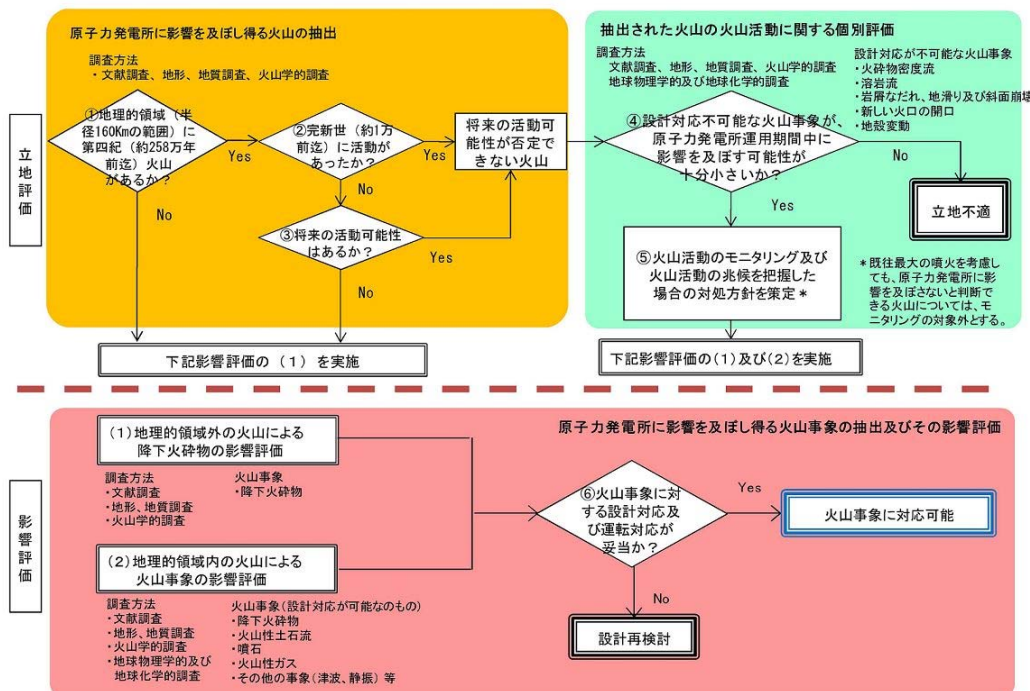 立地評価
原子力発電所に影響を及ぼし得る火山の抽出
調査方法
・文献調査、地形、地質調査、火山学的調査
①地理的領域（半
径160Kmの範囲）に
第四紀（約258万年
前迄）火山
があるか？
Yes
No
②完新世（約1万
前迄）に活動が
あったか？
Yes
No
③将来の活動可能性
はあるか？
Yes
No
将来の活動可
能性が否定で
きない火山
下記影響評価の（1）を実施
抽出された火山の火山活動に関する個別評価
調査方法
文献調査、地形、地質調査、火山学的調査
地球物理学的及び地球化学的調査
設計対応が不可能な火山事象
・火砕物密度流
・溶岩流
・岩屑なだれ、地滑り及び斜面崩壊
・新しい火口の開口
・地殻変動
④設計対応不可能な火山事象が、
原子力発電所運用期間中に
影響を及ぼす可能性が
十分小さいか？
No
Yes
立地不適
⑤火山活動のモニタリング及び
火山活動の兆候を把握した
場合の対処方針を策定＊
＊既往最大の噴火を考慮し
ても、原子力発電所に影
響を及ぼさないと判断で
きる火山については、モ
ニタリングの対象外とする。
下記影響評価の(1)及び(2)を実施
影響評価
原子力発電所に影響を及ぼし得る火山事象の抽出及びその影響評価
(1)地理的領域外の火山による
降下火砕物の影響評価
調査方法
・文献調査
・地形、地質調査
・火山学的調査
火山事象
・降下火砕物
(2)地理的領域内の火山による
火山事象の影響評価
調査方法
・文献調査
・地形、地質調査
・火山学的調査
・地球物理学的及び
地球化学的調査
火山事象(設計対応が可能なのもの)
・降下火砕物
・火山性土石流
・噴石
・火山性ガス
・その他の事象(津波、静振) 等
⑥火山事象に対
する設計対応及
び運転対応が
妥当か？
Yes
火山事象に対応可能
No
設計再検討